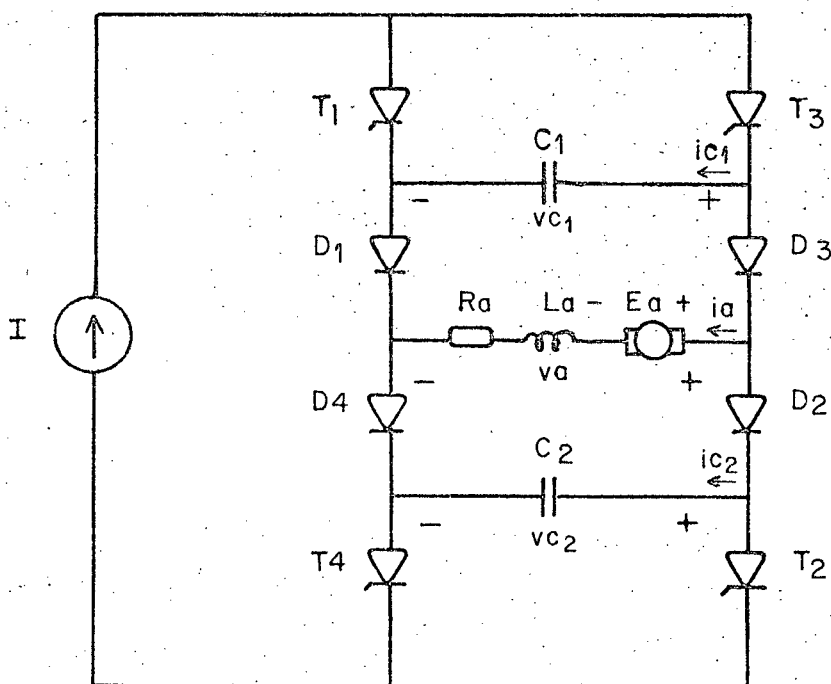 T1
T3
C1
ic1
-
+
vc1
D1
D3
I
Ra La - Ea + ia
-
va
+
D4
D2
C2
ic2
-
+
vc2
T4
T2